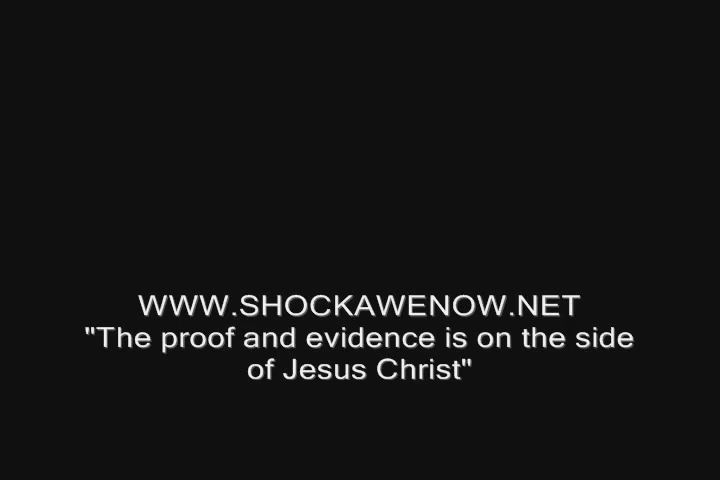 WWW.SHOCKAWENOW.NET
"The proof and evidence is on the side
of Jesus Christ"